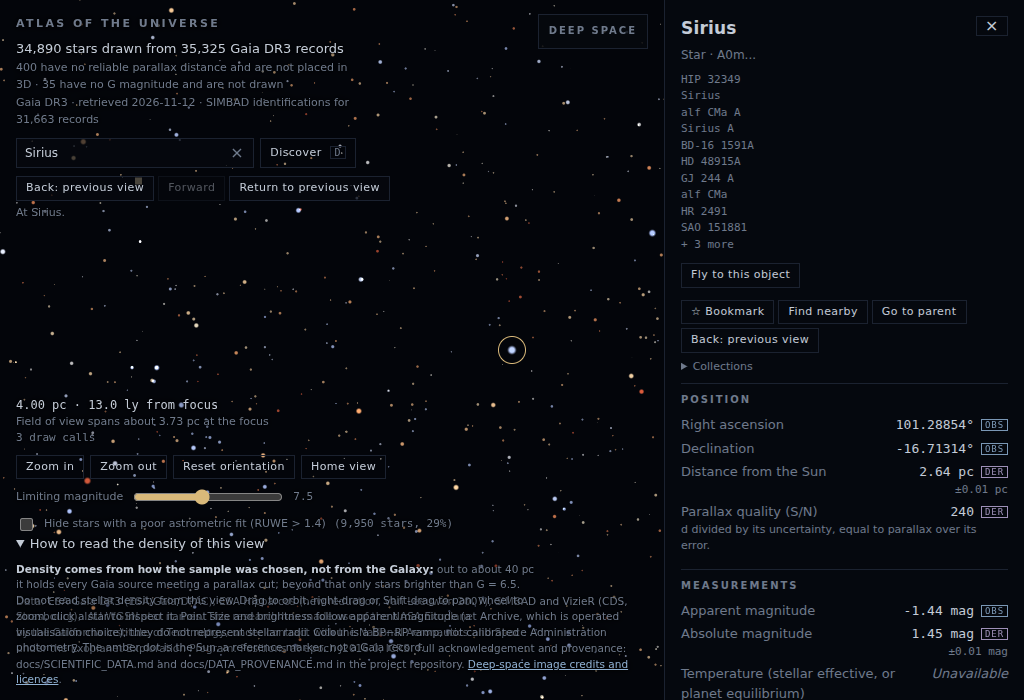 ATLAS OF THE UNIVERSE
34,890 stars drawn from 35,325 Gaia DR3 records
400 have no reliable parallax distance and are not placed in
3D · 35 have no G magnitude and are not drawn
Gaia DR3 · retrieved 2026-11-12 · SIMBAD identifications for
31,663 records
DEEP SPACE
Sirius ×
Discover D
Back: previous view Forward Return to previous view
At Sirius.
4.00 pc · 13.0 ly from focus
Field of view spans about 3.73 pc at the focus
3 draw calls
Zoom in Zoom out Reset orientation Home view
Limiting magnitude 7.5
Hide stars with a poor astrometric fit (RUWE > 1.4) (9,950 stars, 29%)
▼ How to read the density of this view
Density comes from how the sample was chosen, not from the Galaxy: out to about 40 pc
it holds every Gaia source meeting a parallax cut; beyond that only stars brighter than G = 6.5.
Do not read stellar density from this view.
docs/SCIENTIFIC_DATA.md and docs/DATA_PROVENANCE.md in the project repository. Deep-space image credits and
licences.
Sirius
✕
Star · A0m...
HIP 32349
Sirius
alf CMa A
Sirius A
BD-16 1591A
HD 48915A
GJ 244 A
alf CMa
HR 2491
SAO 151881
+ 3 more
Fly to this object
☆ Bookmark Find nearby Go to parent
Back: previous view
▶ Collections
POSITION
Right ascension 101.28854° OBS
Declination -16.71314° OBS
Distance from the Sun 2.64 pc DER
±0.01 pc
Parallax quality (S/N) 240 DER
d divided by its uncertainty, equal to parallax over its
error.
MEASUREMENTS
Apparent magnitude -1.44 mag OBS
Absolute magnitude 1.45 mag DER
±0.01 mag
Temperature (stellar effective, or Unavailable
planet equilibrium)